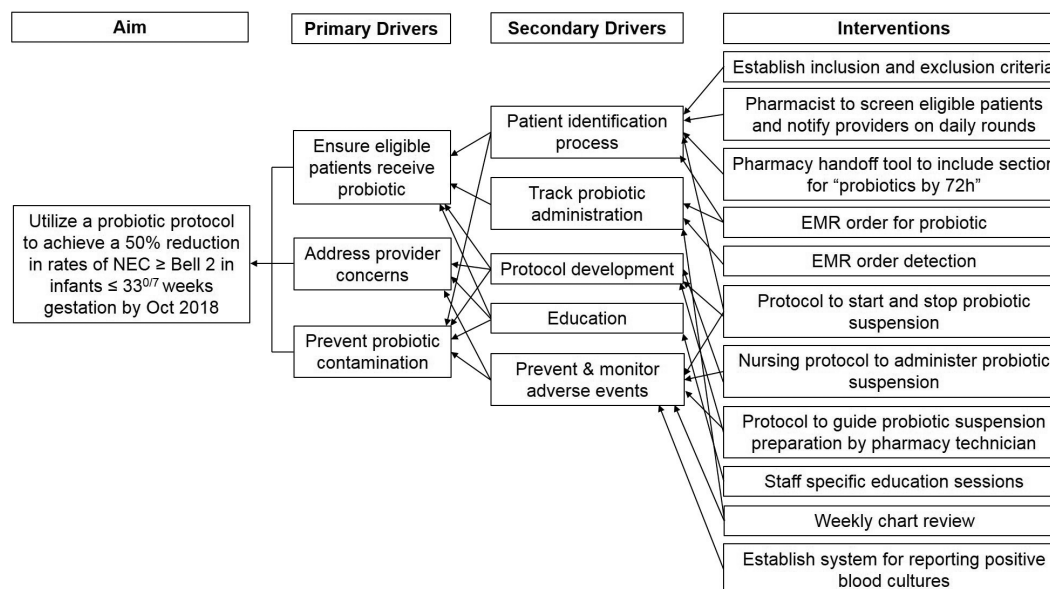 Aim
Primary Drivers
Secondary Drivers
Interventions
Utilize a probiotic protocol
to achieve a 50% reduction
in rates of NEC ≥ Bell 2 in
infants ≤ 33⁰/⁷ weeks
gestation by Oct 2018
Ensure eligible
patients receive
probiotic
Address provider
concerns
Prevent probiotic
contamination
Patient identification
process
Track probiotic
administration
Protocol development
Education
Prevent & monitor
adverse events
Establish inclusion and exclusion criteria
Pharmacist to screen eligible patients
and notify providers on daily rounds
Pharmacy handoff tool to include section
for “probiotics by 72h”
EMR order for probiotic
EMR order detection
Protocol to start and stop probiotic
suspension
Nursing protocol to administer probiotic
suspension
Protocol to guide probiotic suspension
preparation by pharmacy technician
Staff specific education sessions
Weekly chart review
Establish system for reporting positive
blood cultures